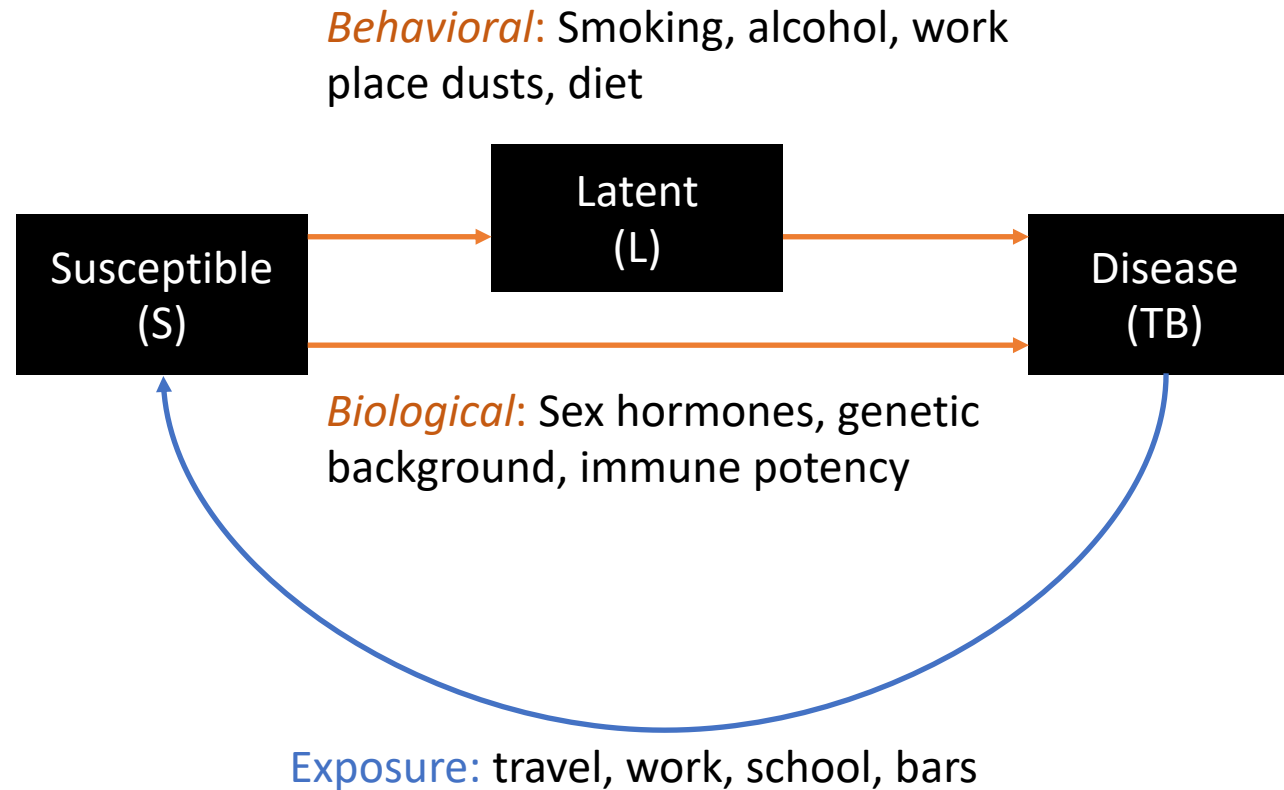 Behavioral: Smoking, alcohol, work
place dusts, diet
Latent
(L)
Susceptible
(S)
Disease
(TB)
Biological: Sex hormones, genetic
background, immune potency
Exposure: travel, work, school, bars